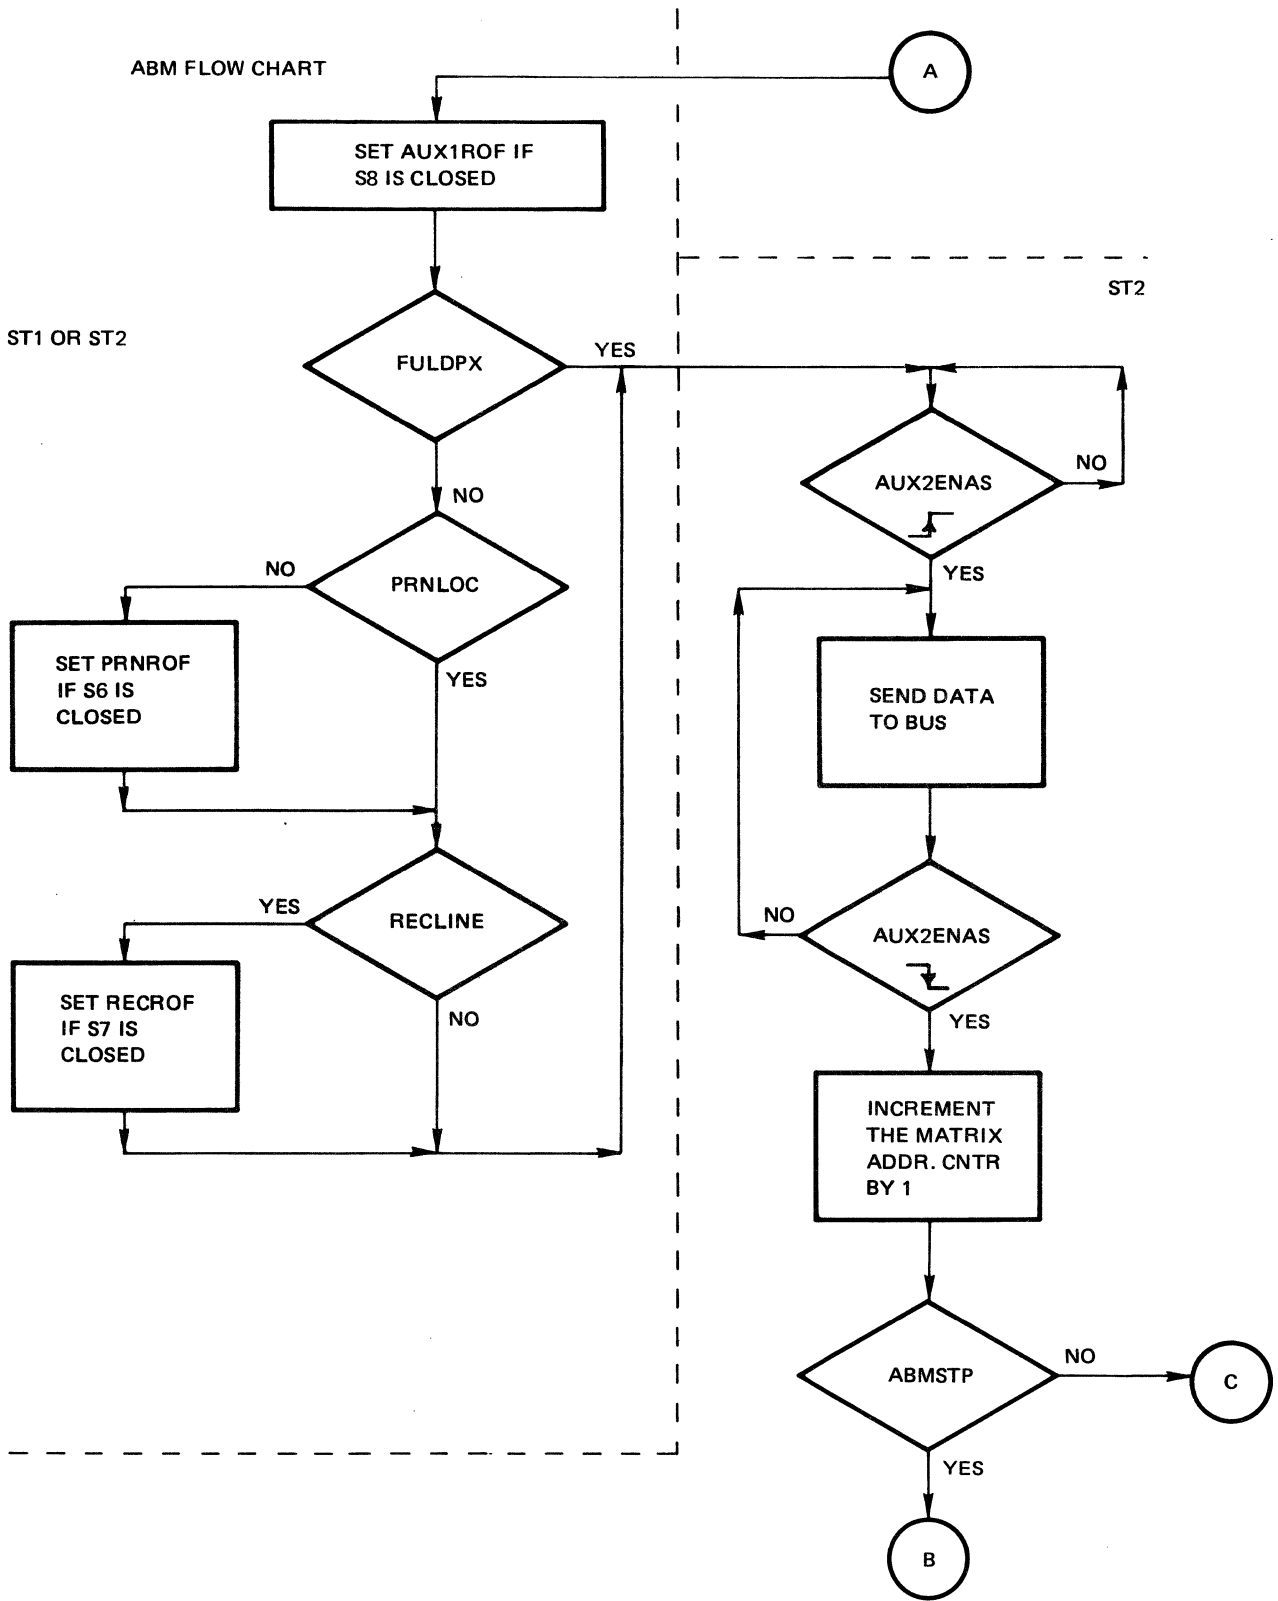 ABM FLOW CHART
A
SET AUX1ROF IF
S8 IS CLOSED
ST2
ST1 OR ST2
FULDPX
YES
NO
AUX2ENAS
NO
YES
PRNLOC
NO
YES
SET PRNROF
IF S6 IS
CLOSED
SEND DATA
TO BUS
RECLINE
YES
NO
SET RECROF
IF S7 IS
CLOSED
AUX2ENAS
NO
YES
INCREMENT
THE MATRIX
ADDR. CNTR
BY 1
ABMSTP
NO
C
YES
B